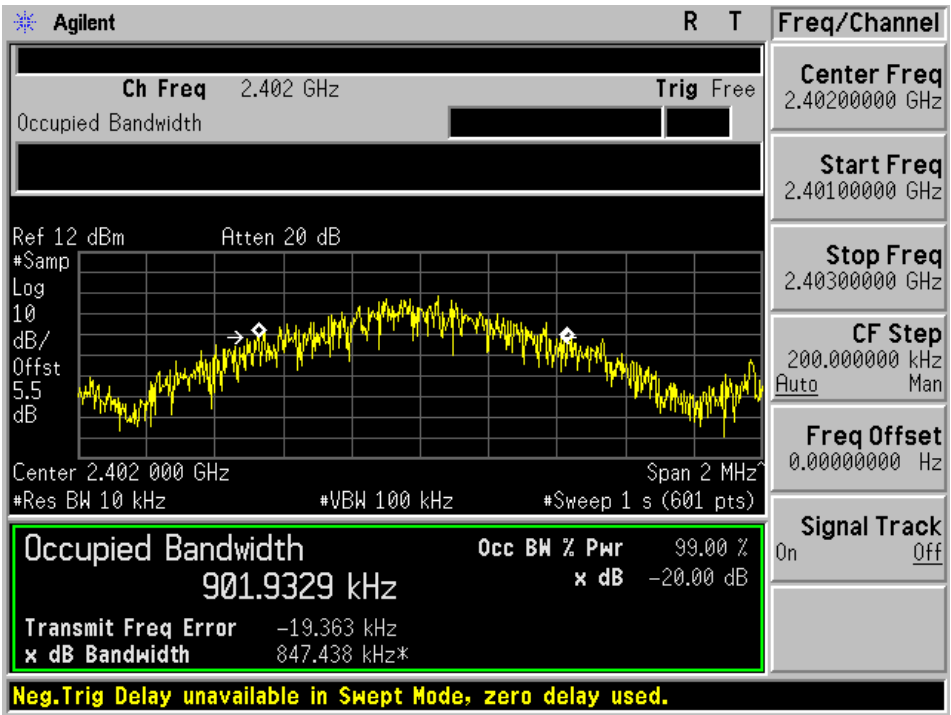 Agilent
R T
Freq/Channel
Ch Freq 2.402 GHz
Trig Free
Occupied Bandwidth
Center Freq
2.40200000 GHz
Start Freq
2.40100000 GHz
Stop Freq
2.40300000 GHz
CF Step
200.000000 kHz
Auto Man
Freq Offset
0.00000000 Hz
Signal Track
On Off
Ref 12 dBm
Atten 20 dB
#Samp
Log
10
dB/
Offst
5.5
dB
Center 2.402 000 GHz
Span 2 MHz^
#Res BW 10 kHz
#VBW 100 kHz
#Sweep 1 s (601 pts)
Occupied Bandwidth
901.9329 kHz
Occ BW % Pwr 99.00 %
x dB -20.00 dB
Transmit Freq Error -19.363 kHz
x dB Bandwidth 847.438 kHz*
Neg.Trig Delay unavailable in Swept Mode, zero delay used.